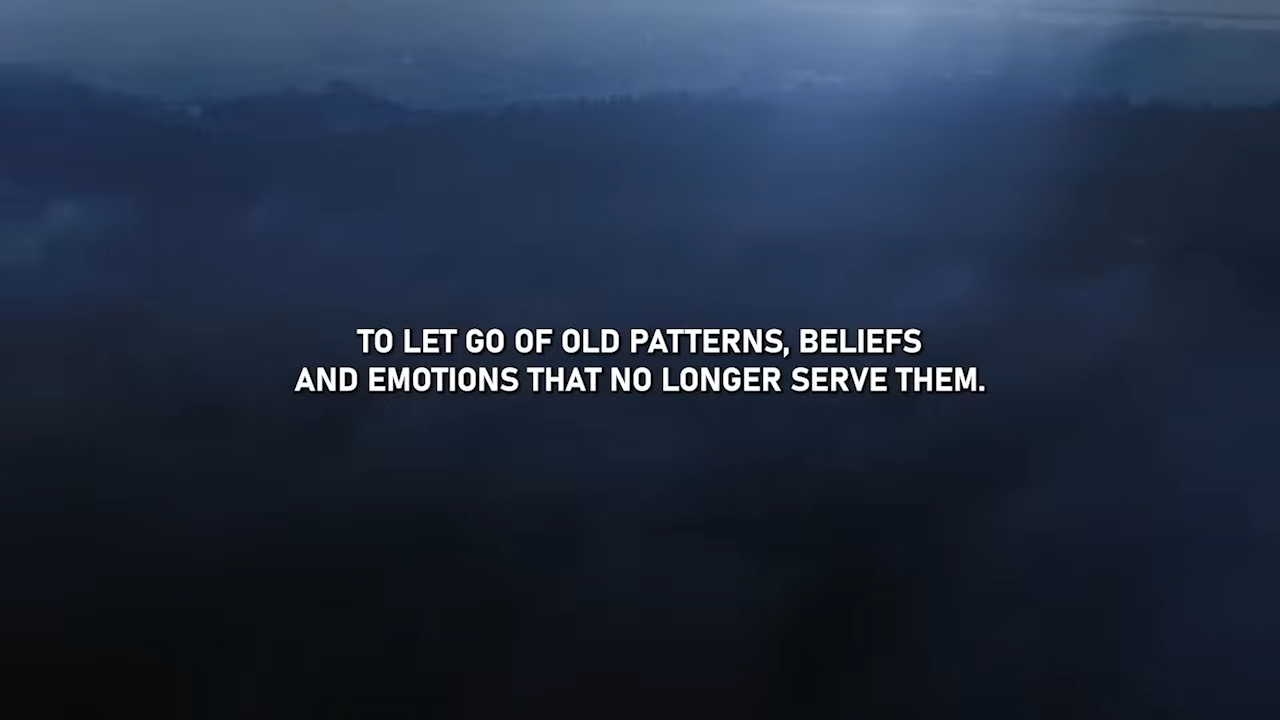 TO LET GO OF OLD PATTERNS, BELIEFS
AND EMOTIONS THAT NO LONGER SERVE THEM.